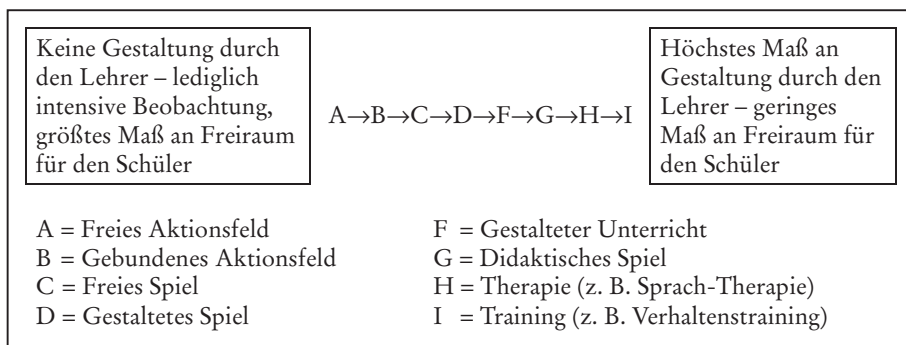 Keine Gestaltung durch
den Lehrer – lediglich
intensive Beobachtung,
größtes Maß an Freiraum
für den Schüler
A→B→C→D→F→G→H→I
Höchstes Maß an
Gestaltung durch den
Lehrer – geringes
Maß an Freiraum für
den Schüler
A = Freies Aktionsfeld
B = Gebundenes Aktionsfeld
C = Freies Spiel
D = Gestaltetes Spiel
F = Gestalteter Unterricht
G = Didaktisches Spiel
H = Therapie (z. B. Sprach-Therapie)
I = Training (z. B. Verhaltenstraining)